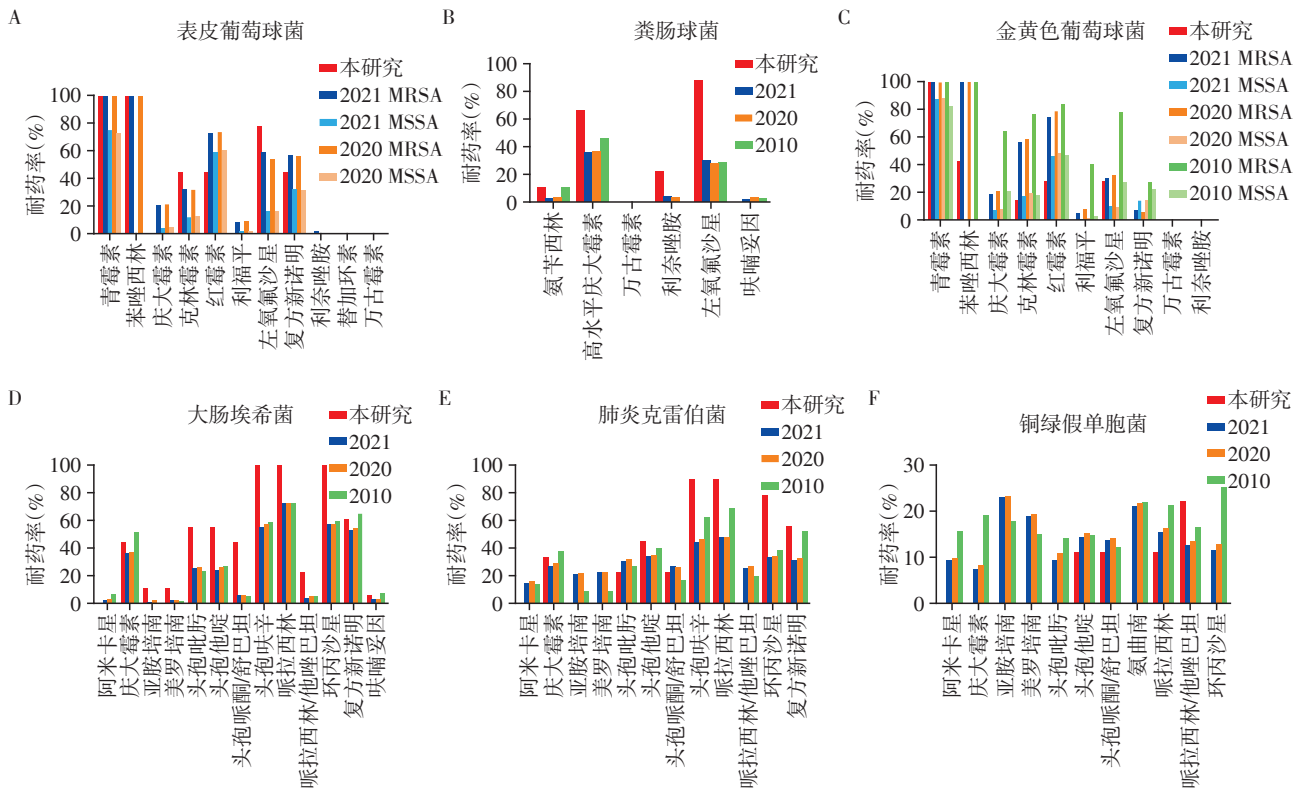 A
表皮葡萄球菌
本研究
2021 MRSA
2021 MSSA
2020 MRSA
2020 MSSA
耐药率(%)
100
80
60
40
20
0
青霉素
苯唑西林
庆大霉素
克林霉素
红霉素
利福平
左氧氟沙星
复方新诺明
利奈唑胺
替加环素
万古霉素
B
粪肠球菌
本研究
2021
2020
2010
耐药率(%)
100
80
60
40
20
0
氨苄西林
高水平庆大霉素
万古霉素
利奈唑胺
左氧氟沙星
呋喃妥因
C
金黄色葡萄球菌
本研究
2021 MRSA
2021 MSSA
2020 MRSA
2020 MSSA
2010 MRSA
2010 MSSA
耐药率(%)
100
80
60
40
20
0
青霉素
苯唑西林
庆大霉素
克林霉素
红霉素
利福平
左氧氟沙星
复方新诺明
万古霉素
利奈唑胺
D
大肠埃希菌
本研究
2021
2020
2010
耐药率(%)
100
80
60
40
20
0
阿米卡星
庆大霉素
亚胺培南
美罗培南
头孢吡肟
头孢他啶
头孢哌酮/舒巴坦
头孢呋辛
哌拉西林
哌拉西林/他唑巴坦
环丙沙星
复方新诺明
呋喃妥因
E
肺炎克雷伯菌
本研究
2021
2020
2010
耐药率(%)
100
80
60
40
20
0
阿米卡星
庆大霉素
亚胺培南
美罗培南
头孢吡肟
头孢他啶
头孢哌酮/舒巴坦
头孢呋辛
哌拉西林
哌拉西林/他唑巴坦
环丙沙星
复方新诺明
F
铜绿假单胞菌
本研究
2021
2020
2010
耐药率(%)
30
20
10
0
阿米卡星
庆大霉素
亚胺培南
美罗培南
头孢吡肟
头孢他啶
头孢哌酮/舒巴坦
氨曲南
哌拉西林
哌拉西林/他唑巴坦
环丙沙星